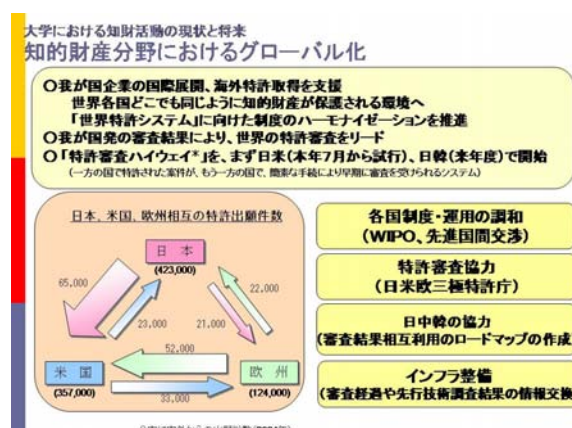 大学における知財活動の現状と将来
知的財産分野におけるグローバル化
○我が国企業の国際展開、海外特許取得を支援
世界各国どこでも同じように知的財産が保護される環境へ
「世界特許システム」に向けた制度のハーモナイゼーションを推進
○我が国発の審査結果により、世界の特許審査をリード
○「特許審査ハイウェイ*」を、まず日米(本年7月から試行)、日韓(来年度)で開始
(一方の国で特許された案件が、もう一方の国で、簡素な手続により早期に審査を受けられるシステム)
日本、米国、欧州相互の特許出願件数
日 本
(423,000)
65,000
23,000
21,000
22,000
52,000
米 国
(357,000)
33,000
欧 州
(124,000)
各国制度・運用の調和
(WIPO、先進国間交渉)
特許審査協力
(日米欧三極特許庁)
日中韓の協力
(審査結果相互利用のロードマップの作成)
インフラ整備
(審査経過や先行技術調査結果の情報交換)